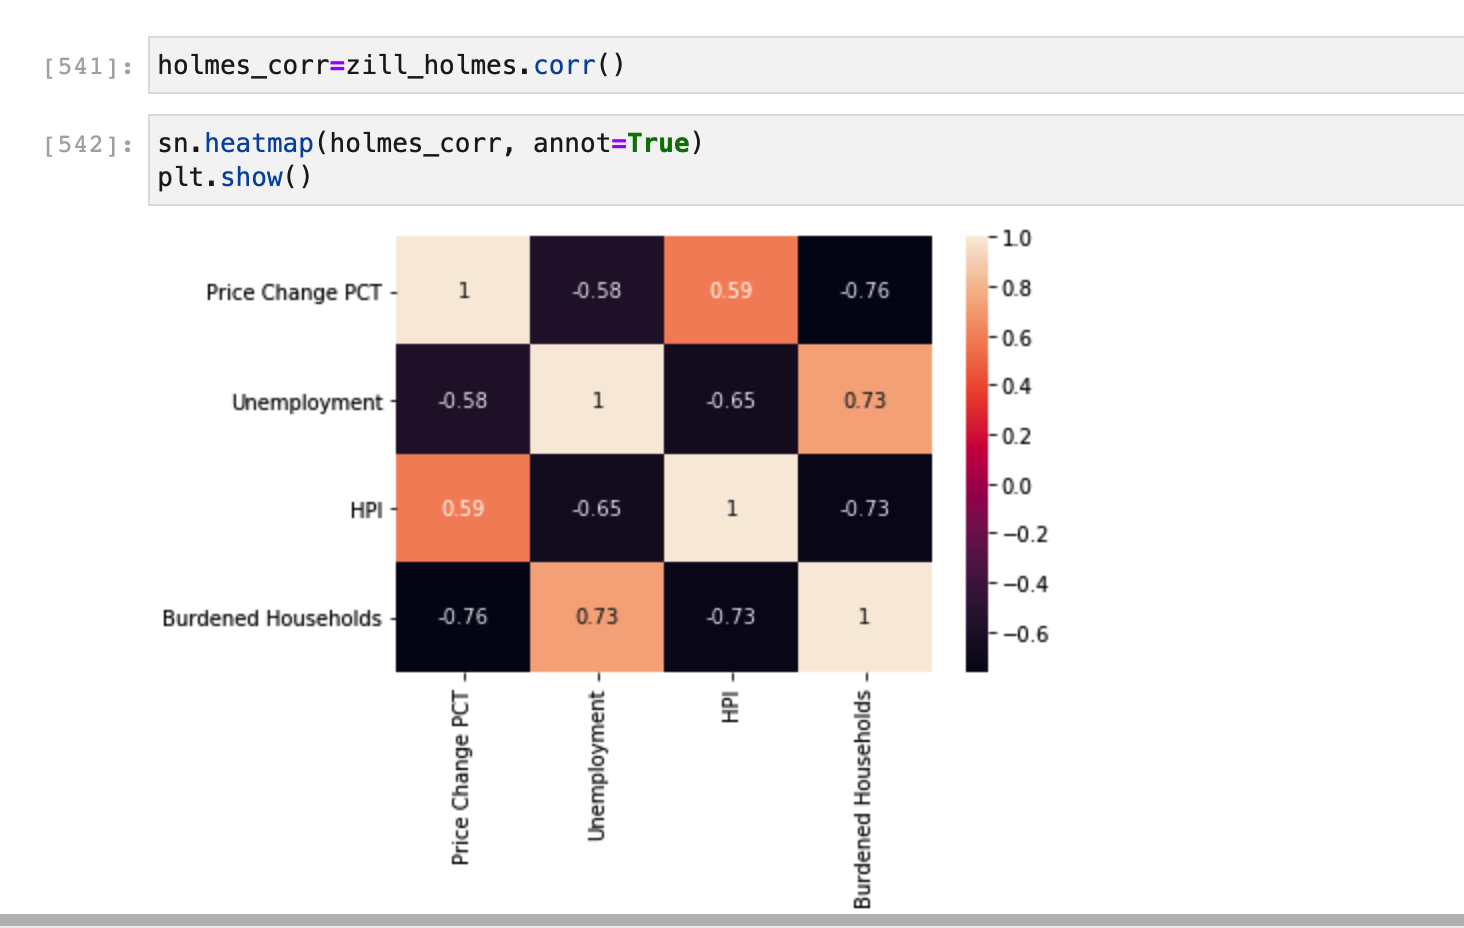 [541]: holmes_corr=zill_holmes.corr()
[542]: sn.heatmap(holmes_corr, annot=True)
plt.show()
1.0
Price Change PCT 1 -0.58 0.59 -0.76
0.8
0.6
Unemployment -0.58 1 -0.65 0.73
0.4
0.2
0.0
HPI 0.59 -0.65 1 -0.73
−0.2
−0.4
Burdened Households -0.76 0.73 -0.73 1
−0.6
Price Change PCT
Unemployment
HPI
Burdened Households